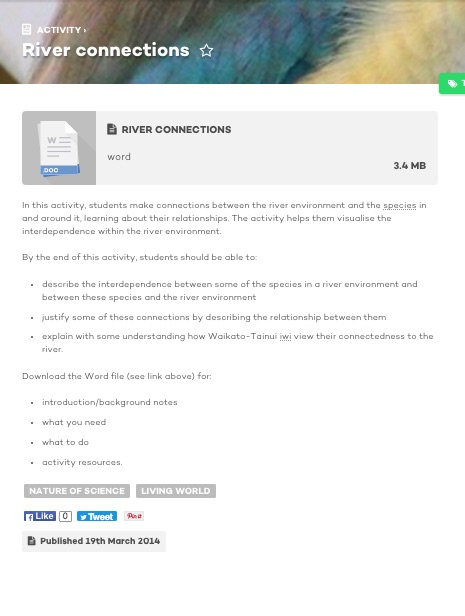 ACTIVITY ›
River connections
RIVER CONNECTIONS
W
.DOC
word
3.4 MB
In this activity, students make connections between the river environment and the species in
and around it, learning about their relationships. The activity helps them visualise the
interdependence within the river environment.
By the end of this activity, students should be able to:
• describe the interdependence between some of the species in a river environment and
between these species and the river environment
• justify some of these connections by describing the relationship between them
• explain with some understanding how Waikato-Tainui iwi view their connectedness to the
river.
Download the Word file (see link above) for:
• introduction/background notes
• what you need
• what to do
• activity resources.
NATURE OF SCIENCE LIVING WORLD
f Like 0 Tweet Pin it
Published 19th March 2014